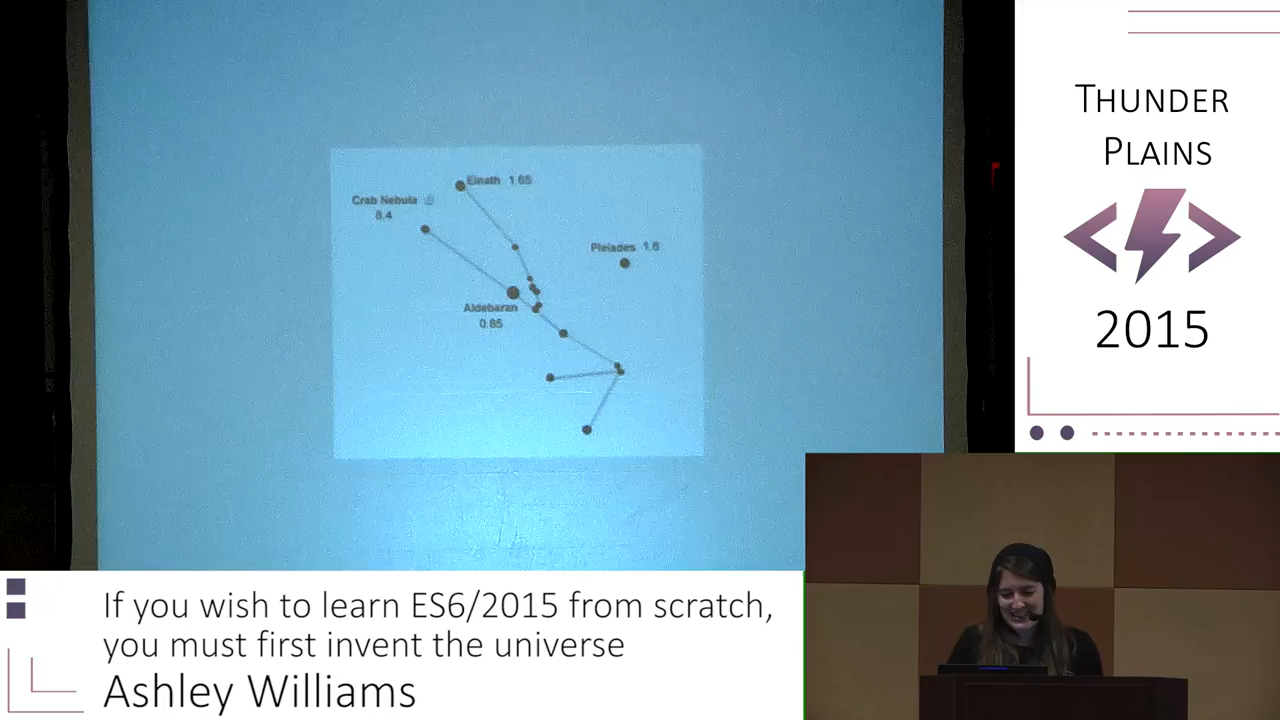 Elnath 1.65
Crab Nebula
8.4
Pleiades 1.6
Aldebaran
0.85
THUNDER
PLAINS
2015
If you wish to learn ES6/2015 from scratch,
you must first invent the universe
Ashley Williams